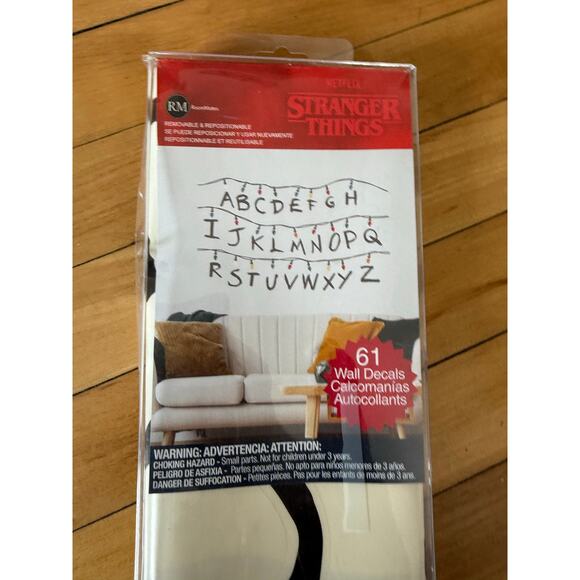 RM RoomMates
NETFLIX
STRANGER
THINGS
REMOVABLE & REPOSITIONABLE
SE PUEDE REPOSICIONAR Y USAR NUEVAMENTE
REPOSITIONNABLE ET REUTILISABLE
ABCDEFGH
IJKLMNOPQ
RSTUVWXYZ
61
Wall Decals
Calcomanías
Autocollants
WARNING: ADVERTENCIA: ATTENTION:
CHOKING HAZARD - Small parts. Not for children under 3 years.
PELIGRO DE ASFIXIA - Partes pequeñas. No apto para niños menores de 3 años.
DANGER DE SUFFOCATION - Petites pièces. Pas pour les enfants de moins de 3 ans.